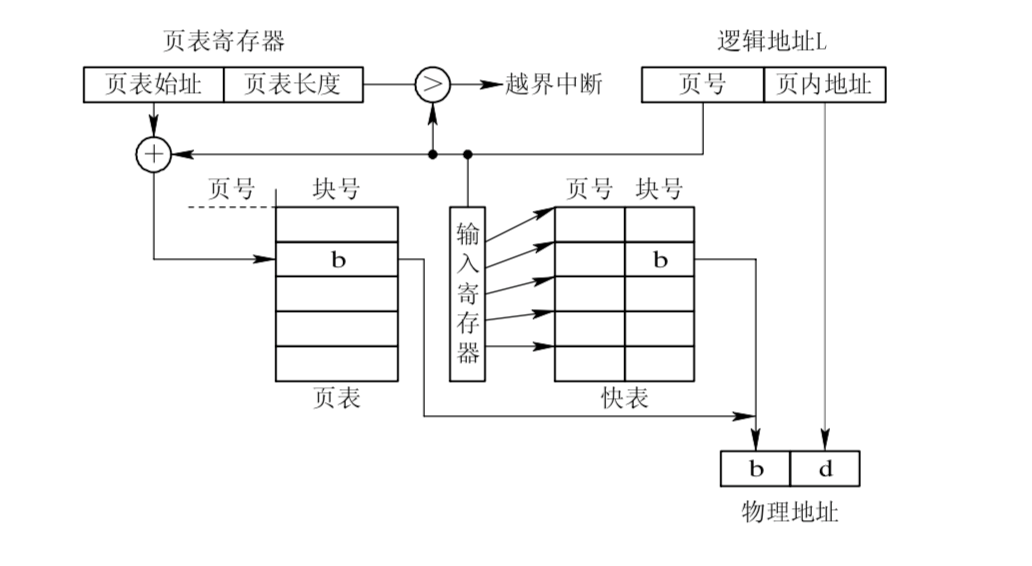 页表寄存器
逻辑地址L
页表始址 页表长度 > 越界中断 页号 页内地址
+
页号 块号 页号 块号
输入寄存器
b b
页表 快表
b d
物理地址